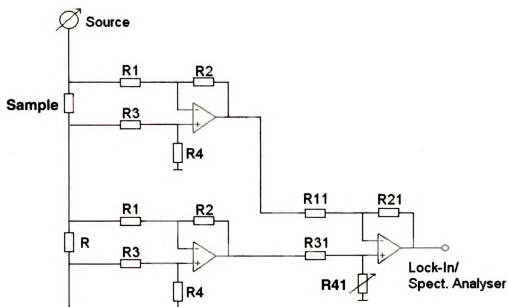 Source
R1
R2
Sample
R3
R4
R11
R21
R1
R2
R
R3
R31
R4
R41
Lock-In/
Spect. Analyser